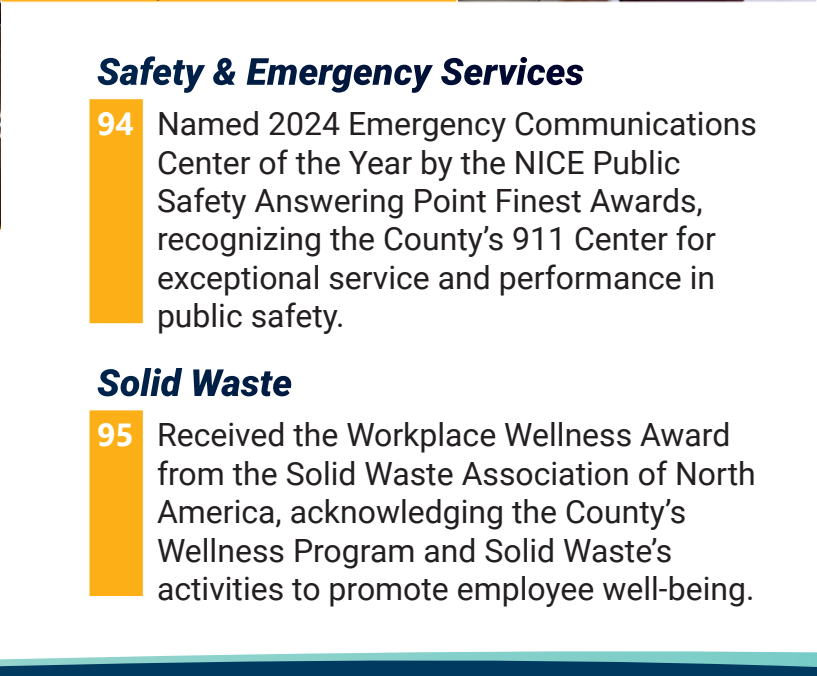 Safety & Emergency Services
94 Named 2024 Emergency Communications
Center of the Year by the NICE Public
Safety Answering Point Finest Awards,
recognizing the County’s 911 Center for
exceptional service and performance in
public safety.
Solid Waste
95 Received the Workplace Wellness Award
from the Solid Waste Association of North
America, acknowledging the County’s
Wellness Program and Solid Waste’s
activities to promote employee well-being.